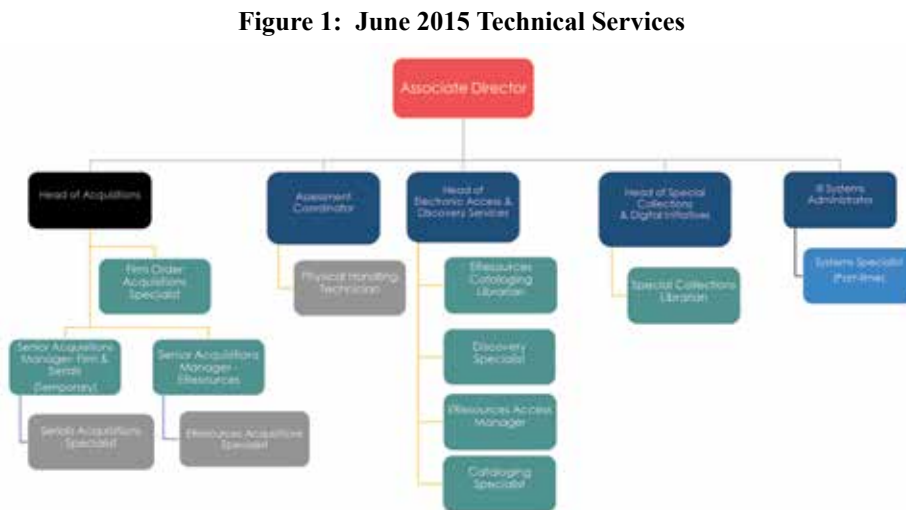 Figure 1: June 2015 Technical Services
Associate Director
Head of Acquisitions
Assessment
Coordinator
Head of
Electronic Access &
Discovery Services
Head of Special
Collections
& Digital Initiatives
III Systems
Administrator
Firm Order
Acquisitions
Specialist
Physical Handling
Technician
EResources
Cataloging
Librarian
Special Collections
Librarian
Systems Specialist
(Part-time)
Senior Acquisitions
Manager- Firm &
Serials
(Temporary)
Senior Acquisitions
Manager -
EResources
Discovery
Specialist
Serials Acquisitions
Specialist
EResources Acquisitions
Specialist
EResources Access
Manager
Cataloging
Specialist